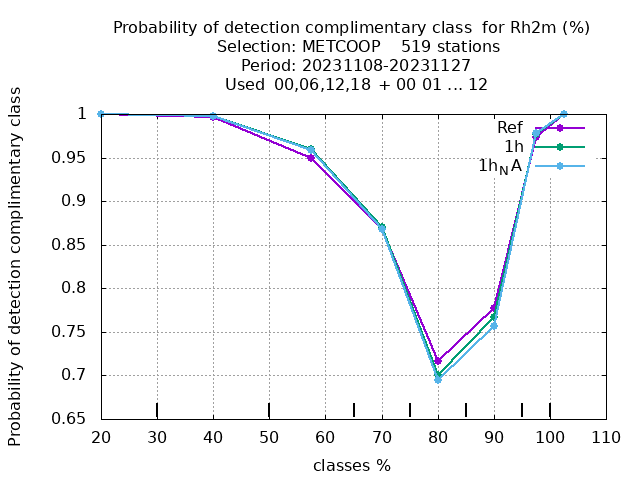 Probability of detection complimentary class  for Rh2m (%)
Selection: METCOOP    519 stations
Period: 20231108-20231127
Used  00,06,12,18 + 00 01 ... 12
Probability of detection complimentary class
1
0.95
0.9
0.85
0.8
0.75
0.7
0.65
Ref
1h
1h_NA
20 30 40 50 60 70 80 90 100 110
classes %